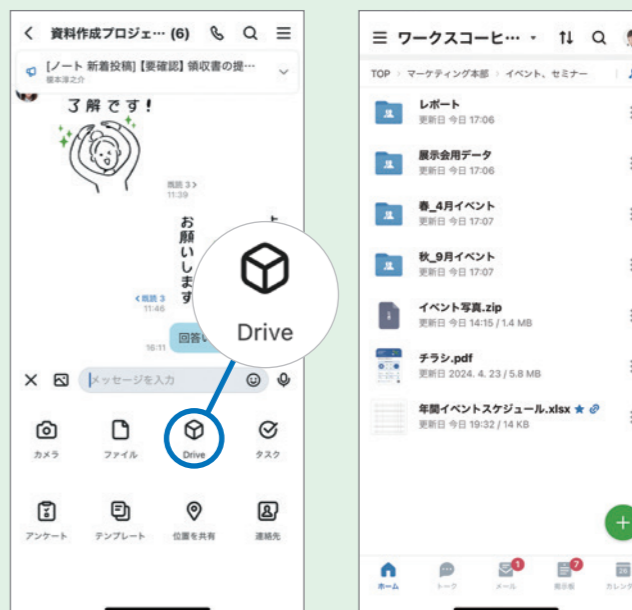 資料作成プロジェ… (6)
[ノート 新着投稿]【要確認】領収書の提…
榎本淳之介
了解です!
既読 3 >
11:39
お願いします
< 既読 3
11:46
回答い
16:11
Drive
メッセージを入力
カメラ
ファイル
Drive
タスク
アンケート
テンプレート
位置を共有
連絡先
ワークスコーヒ…
TOP
マーケティング本部
イベント、セミナー
レポート
更新日 今日 17:06
展示会用データ
更新日 今日 17:06
春_4月イベント
更新日 今日 17:07
秋_9月イベント
更新日 今日 17:07
イベント写真.zip
更新日 今日 14:15 / 1.4 MB
チラシ.pdf
更新日 2024. 4. 23 / 5.8 MB
年間イベントスケジュール.xlsx
更新日 今日 19:32 / 14 KB
ホーム
トーク
1
メール
7
掲示板
カレンダ